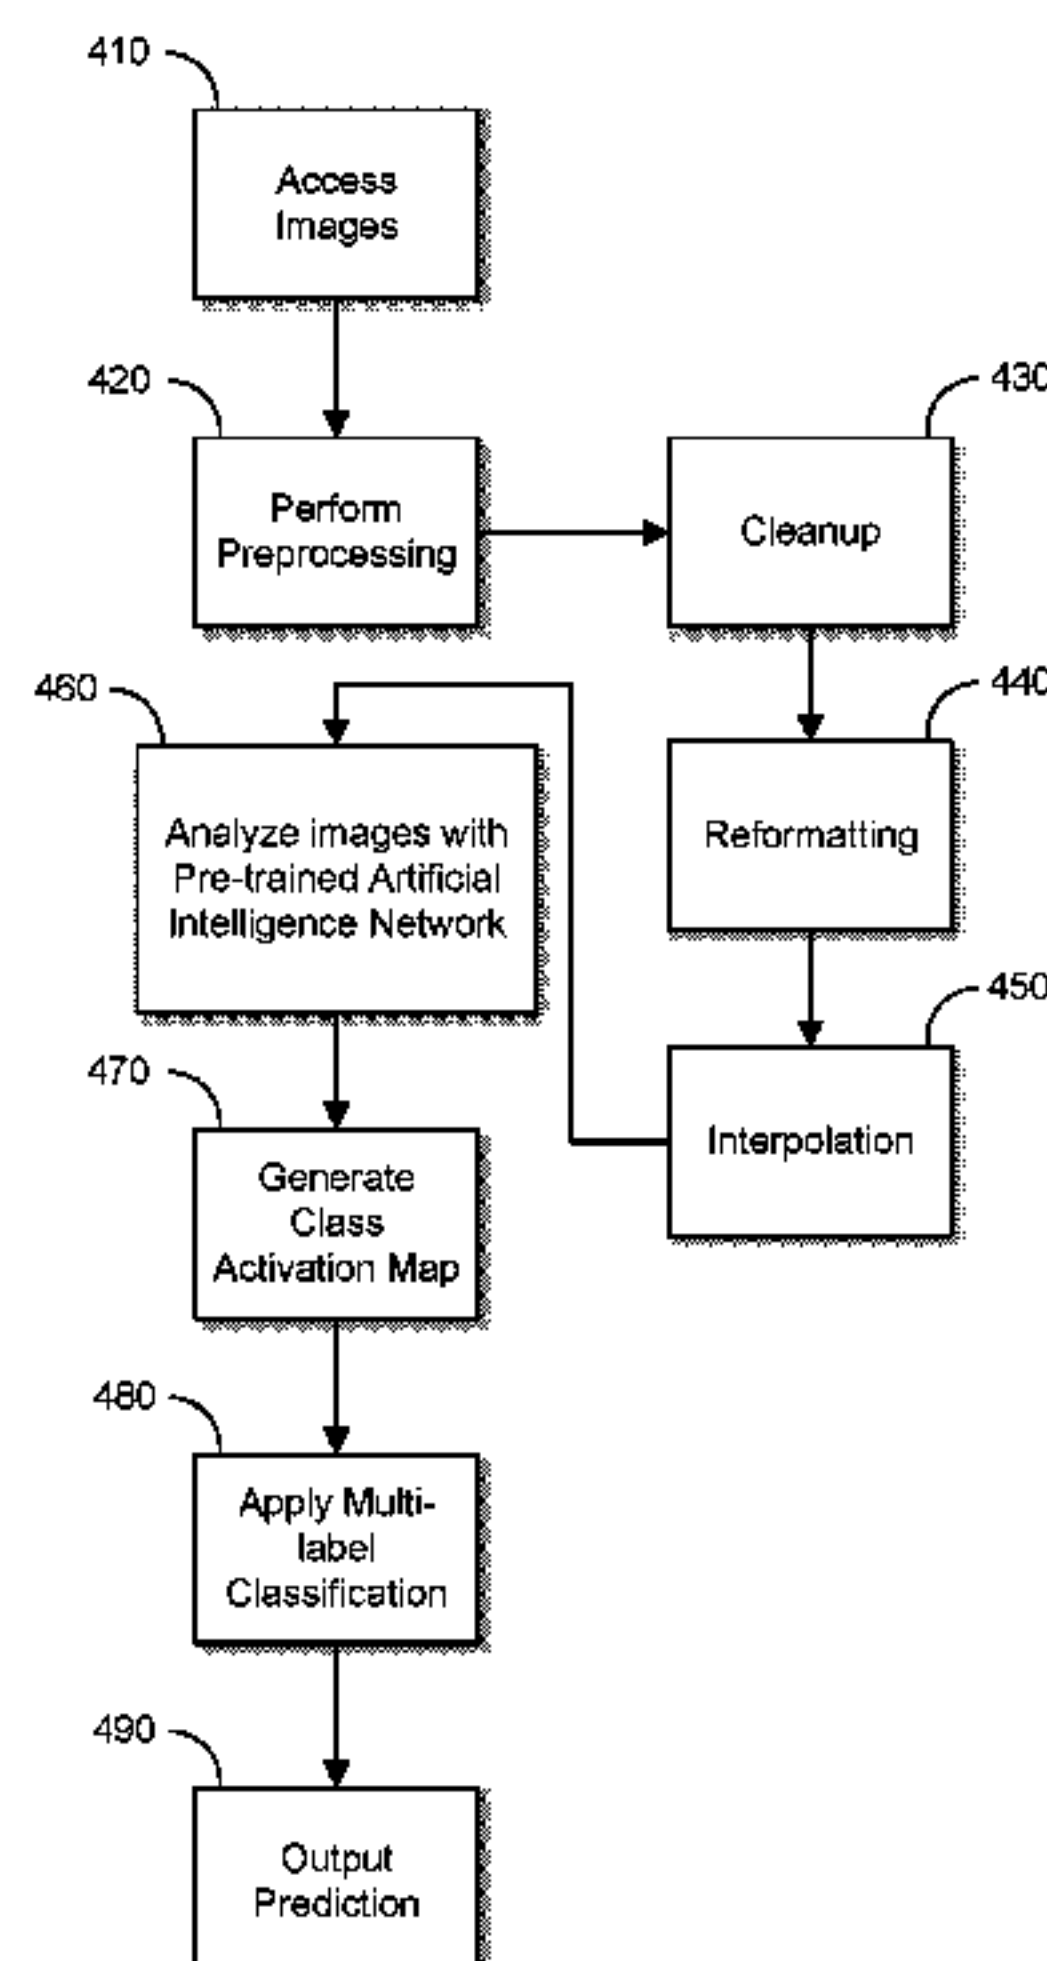 410
Access
Images
420
Perform
Preprocessing
430
Cleanup
440
Reformatting
450
Interpolation
460
Analyze images with
Pre-trained Artificial
Intelligence Network
470
Generate
Class
Activation Map
480
Apply Multi-
label
Classification
490
Output
Prediction